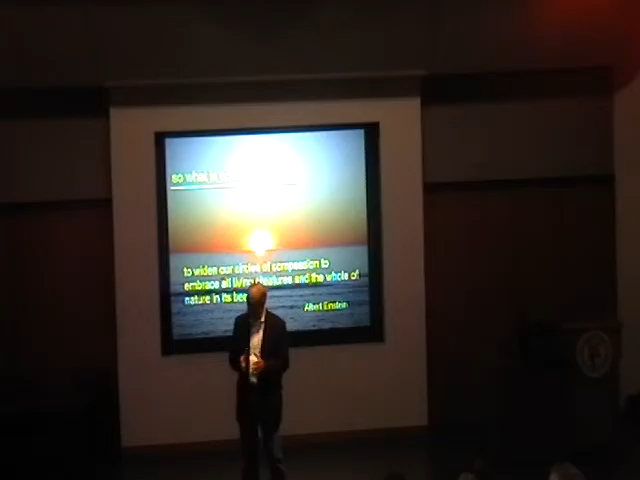 so what is
to widen our circles of compassion to
embrace all living creatures and the whole of
nature in its
Albert Einstein